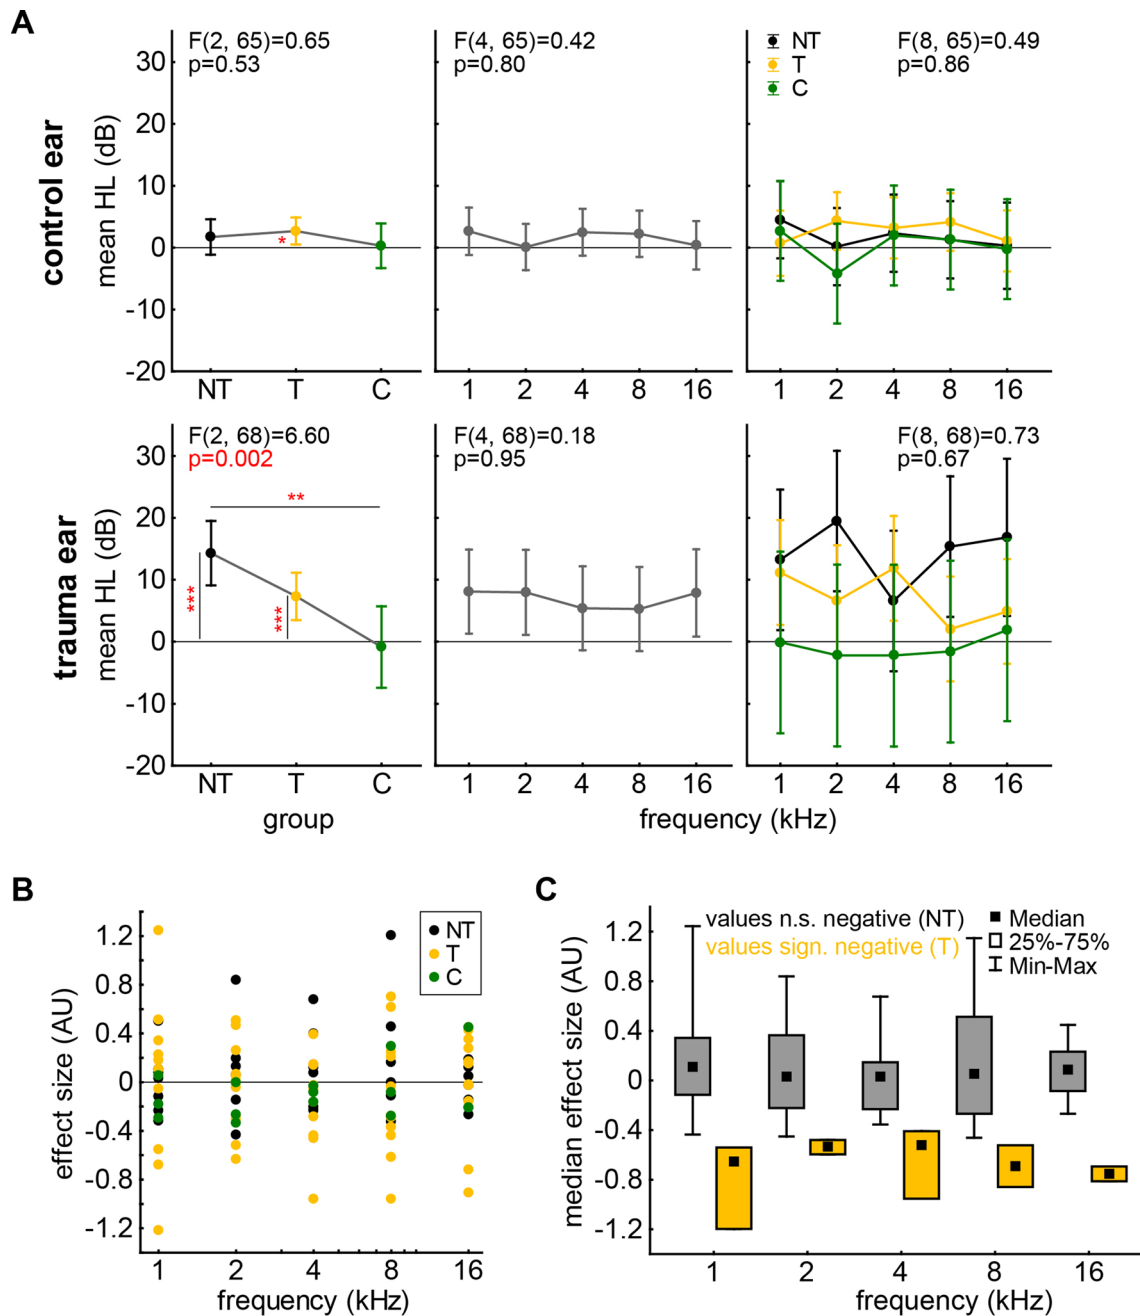 A
control ear
mean HL (dB)
30
20
10
0
-10
-20
F(2, 65)=0.65
p=0.53
NT
T
C
*
F(4, 65)=0.42
p=0.80
1
2
4
8
16
NT
T
C
F(8, 65)=0.49
p=0.86
1
2
4
8
16
trauma ear
mean HL (dB)
30
20
10
0
-10
-20
F(2, 68)=6.60
p=0.002
**
***
***
NT
T
C
group
F(4, 68)=0.18
p=0.95
1
2
4
8
16
F(8, 68)=0.73
p=0.67
1
2
4
8
16
frequency (kHz)
B
effect size (AU)
1.2
0.8
0.4
0
-0.4
-0.8
-1.2
NT
T
C
1
2
4
8
16
frequency (kHz)
C
median effect size (AU)
1.2
0.4
0
-0.4
-0.8
-1.2
values n.s. negative (NT)
values sign. negative (T)
Median
25%-75%
Min-Max
1
2
4
8
16
frequency (kHz)